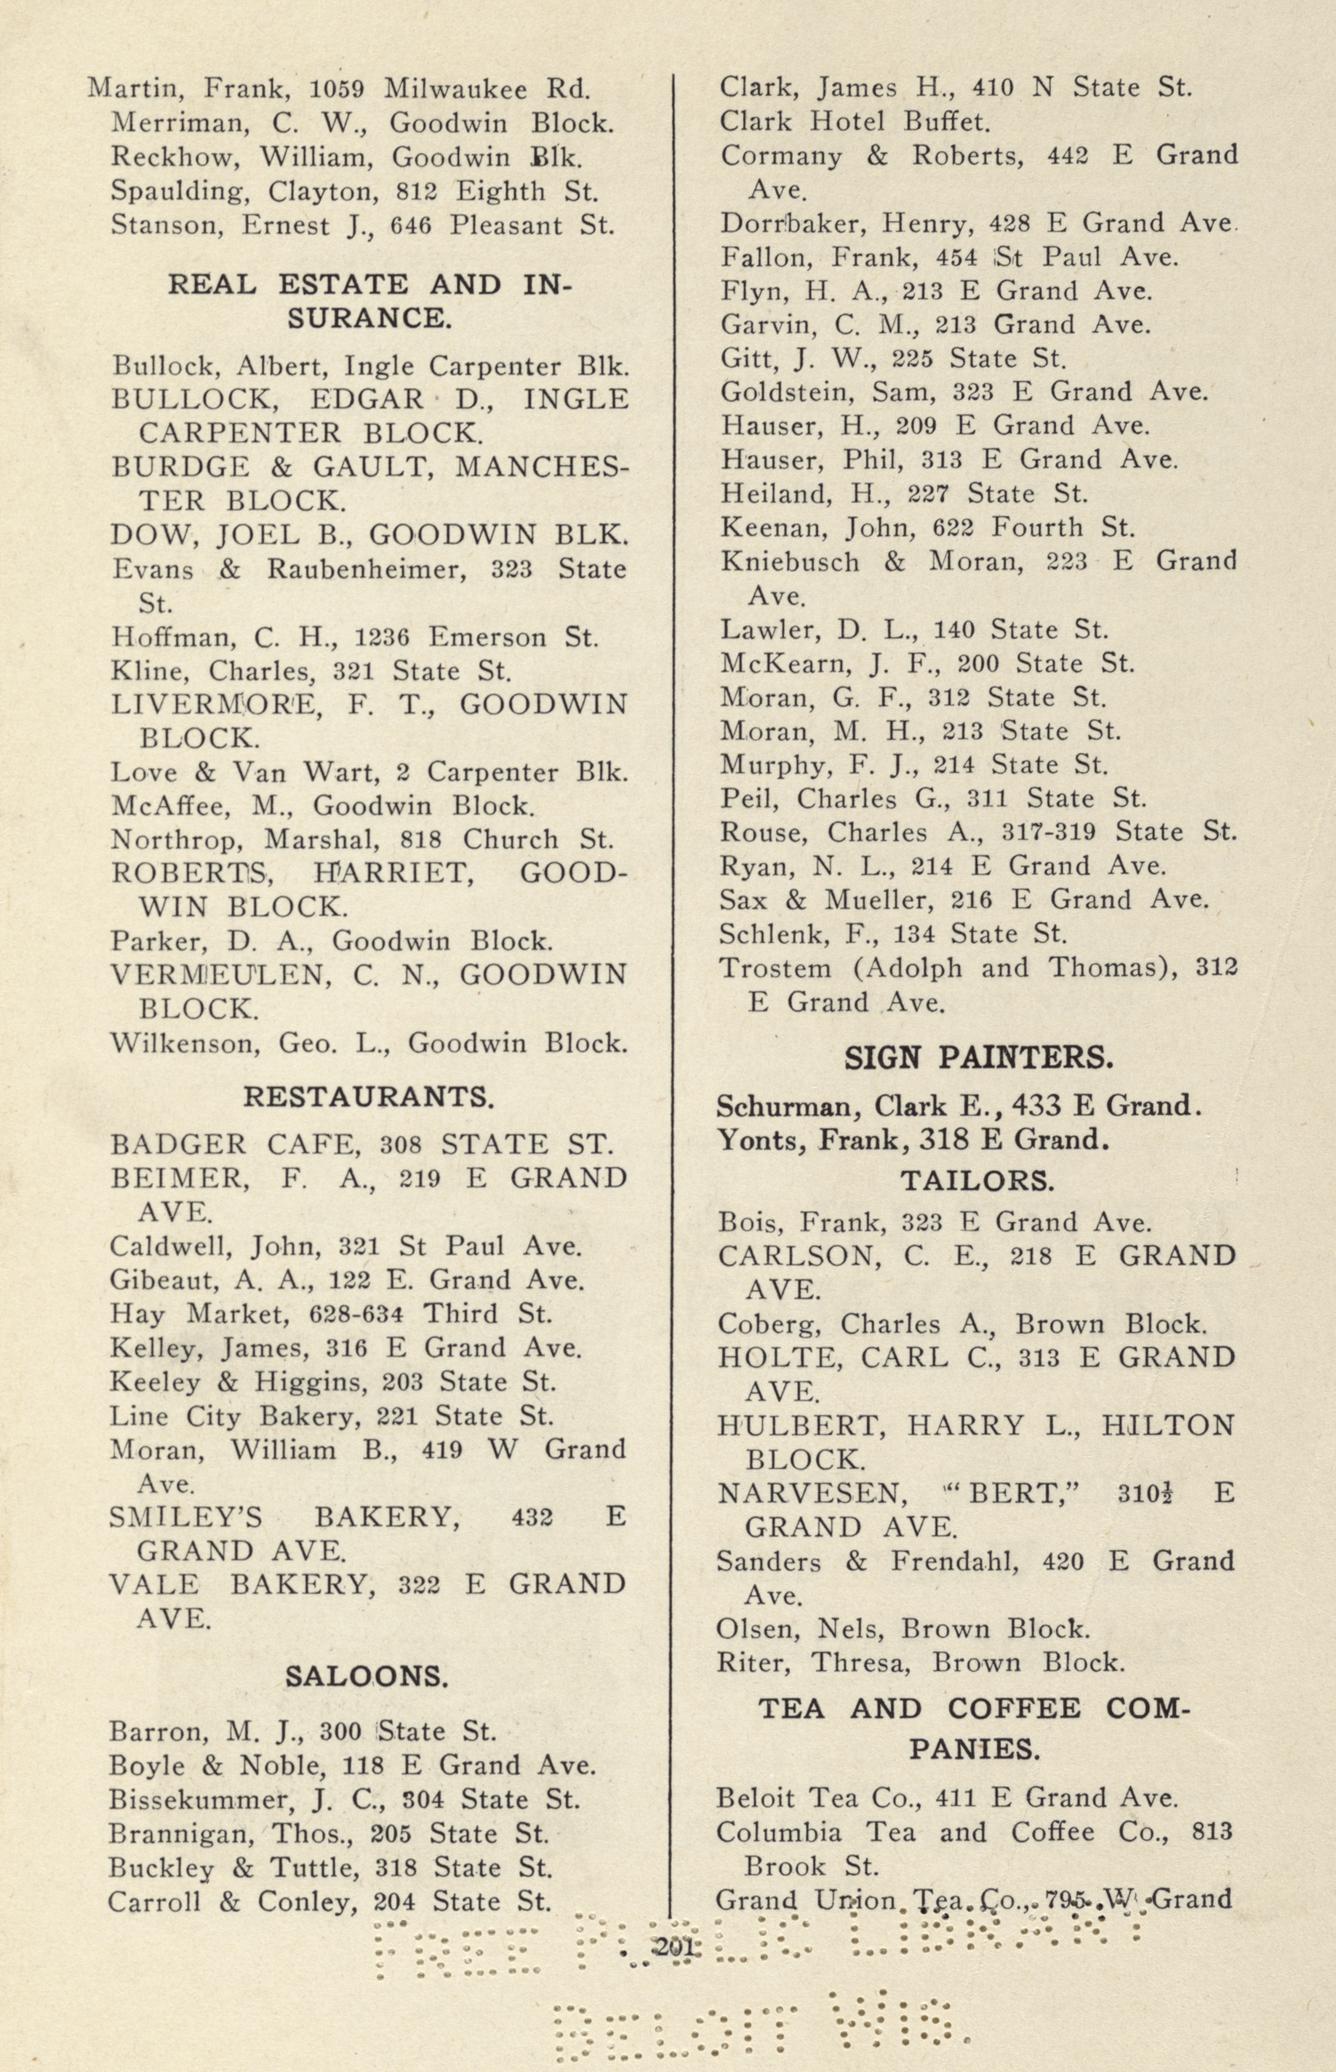 Martin, Frank, 1059 Milwaukee Rd.
Merriman, C. W., Goodwin Block.
Reckhow, William, Goodwin Blk.
Spaulding, Clayton, 812 Eighth St.
Stanson, Ernest J., 646 Pleasant St.
REAL ESTATE AND IN-
SURANCE.
Bullock, Albert, Ingle Carpenter Blk.
BULLOCK, EDGAR D., INGLE
CARPENTER BLOCK.
BURDGE & GAULT, MANCHES-
TER BLOCK.
DOW, JOEL B., GOODWIN BLK.
Evans & Raubenheimer, 323 State
St.
Hoffman, C. H., 1236 Emerson St.
Kline, Charles, 321 State St.
LIVERMORE, F. T., GOODWIN
BLOCK.
Love & Van Wart, 2 Carpenter Blk.
McAffee, M., Goodwin Block.
Northrop, Marshal, 818 Church St.
ROBERTS, HARRIET, GOOD-
WIN BLOCK.
Parker, D. A., Goodwin Block.
VERMEULEN, C. N., GOODWIN
BLOCK.
Wilkenson, Geo. L., Goodwin Block.
RESTAURANTS.
BADGER CAFE, 308 STATE ST.
BEIMER, F. A., 219 E GRAND
AVE.
Caldwell, John, 321 St Paul Ave.
Gibeaut, A. A., 122 E. Grand Ave.
Hay Market, 628-634 Third St.
Kelley, James, 316 E Grand Ave.
Keeley & Higgins, 203 State St.
Line City Bakery, 221 State St.
Moran, William B., 419 W Grand
Ave.
SMILEY'S BAKERY, 432 E
GRAND AVE.
VALE BAKERY, 322 E GRAND
AVE.
SALOONS.
Barron, M. J., 300 State St.
Boyle & Noble, 118 E Grand Ave.
Bissekummer, J. C., 304 State St.
Brannigan, Thos., 205 State St.
Buckley & Tuttle, 318 State St.
Carroll & Conley, 204 State St.
Clark, James H., 410 N State St.
Clark Hotel Buffet.
Cormany & Roberts, 442 E Grand
Ave.
Dorrbaker, Henry, 428 E Grand Ave.
Fallon, Frank, 454 St Paul Ave.
Flyn, H. A., 213 E Grand Ave.
Garvin, C. M., 213 Grand Ave.
Gitt, J. W., 225 State St.
Goldstein, Sam, 323 E Grand Ave.
Hauser, H., 209 E Grand Ave.
Hauser, Phil, 313 E Grand Ave.
Heiland, H., 227 State St.
Keenan, John, 622 Fourth St.
Kniebusch & Moran, 223 E Grand
Ave.
Lawler, D. L., 140 State St.
McKearn, J. F., 200 State St.
Moran, G. F., 312 State St.
Moran, M. H., 213 State St.
Murphy, F. J., 214 State St.
Peil, Charles G., 311 State St.
Rouse, Charles A., 317-319 State St.
Ryan, N. L., 214 E Grand Ave.
Sax & Mueller, 216 E Grand Ave.
Schlenk, F., 134 State St.
Trostem (Adolph and Thomas), 312
E Grand Ave.
SIGN PAINTERS.
Schurman, Clark E., 433 E Grand.
Yonts, Frank, 318 E Grand.
TAILORS.
Bois, Frank, 323 E Grand Ave.
CARLSON, C. E., 218 E GRAND
AVE.
Coberg, Charles A., Brown Block.
HOLTE, CARL C., 313 E GRAND
AVE.
HULBERT, HARRY L., HILTON
BLOCK.
NARVESEN, "BERT," 310½ E
GRAND AVE.
Sanders & Frendahl, 420 E Grand
Ave.
Olsen, Nels, Brown Block.
Riter, Thresa, Brown Block.
TEA AND COFFEE COM-
PANIES.
Beloit Tea Co., 411 E Grand Ave.
Columbia Tea and Coffee Co., 813
Brook St.
Grand Union Tea Co., 795 W Grand
201
FREE PUBLIC LIBRARY
BELOIT WIS.